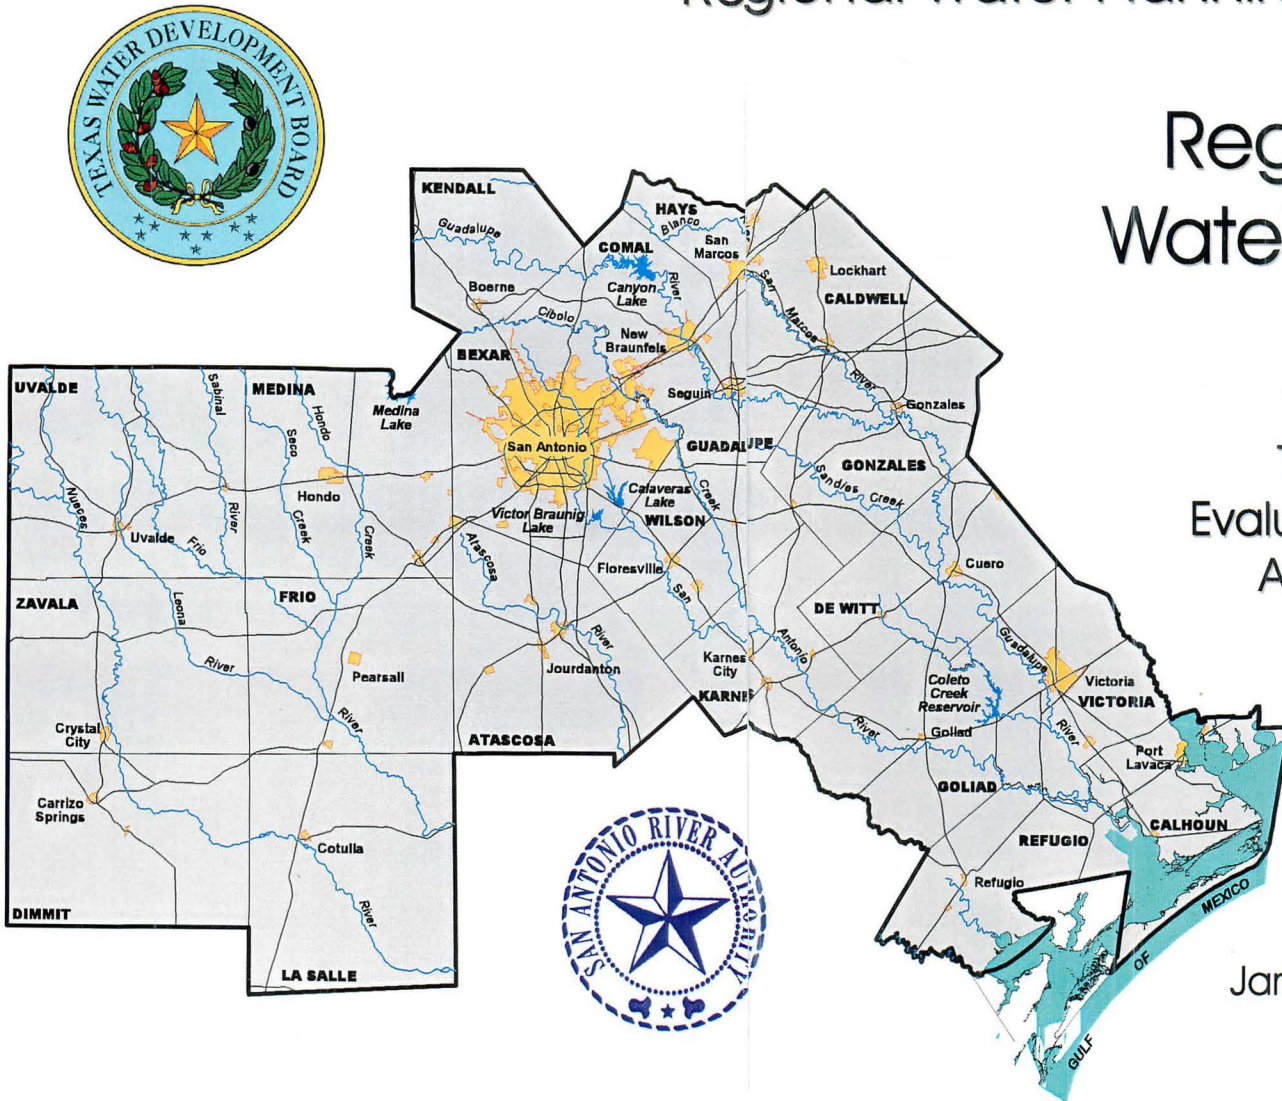 Regional Water
TEXAS WATER DEVELOPMENT BOARD
Reg
Wate
Evalu
A
Jan
KENDALL
Guadalupe
HAYS
Blanco
COMAL
San
Marcos
Canyon
Lake
River
Boerne
Cibolo
New
Braunfels
San
Marcos
River
Lockhart
CALDWELL
BEXAR
UVALDE
Sabinal
River
MEDINA
Hondo
Creek
Seco
Creek
Medina
Lake
Seguin
Gonzales
San Antonio
GUADALUPE
GONZALES
Sandies Creek
Nueces
Hondo
Calaveras
Lake
Creek
Victor Braunig
Lake
WILSON
Uvalde
Frio
Atascosa
River
Floresville
San
Antonio
River
Cuero
ZAVALA
Leona
River
FRIO
DE WITT
Guadalupe
River
Pearsall
River
Jourdanton
Karnes
City
KARNES
Coleto
Creek
Reservoir
Victoria
VICTORIA
Crystal
City
ATASCOSA
Goliad
Port
Lavaca
Carrizo
Springs
GOLIAD
CALHOUN
Cotulla
REFUGIO
Refugio
DIMMIT
River
LA SALLE
SAN ANTONIO RIVER AUTHORITY
GULF OF MEXICO